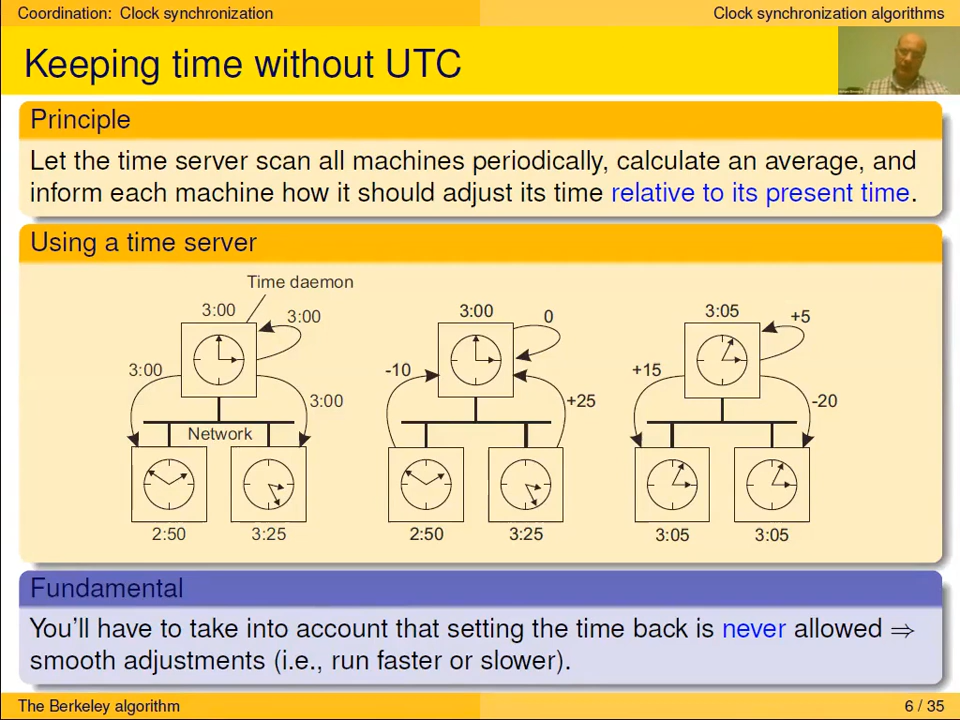 Coordination: Clock synchronization
Clock synchronization algorithms
Keeping time without UTC
Principle
Let the time server scan all machines periodically, calculate an average, and
inform each machine how it should adjust its time relative to its present time.
Using a time server
Time daemon
3:00
3:00
3:00
3:00
Network
2:50
3:25
3:00
0
-10
+25
2:50
3:25
3:05
+5
+15
-20
3:05
3:05
Fundamental
You'll have to take into account that setting the time back is never allowed ⇒
smooth adjustments (i.e., run faster or slower).
The Berkeley algorithm
6 / 35